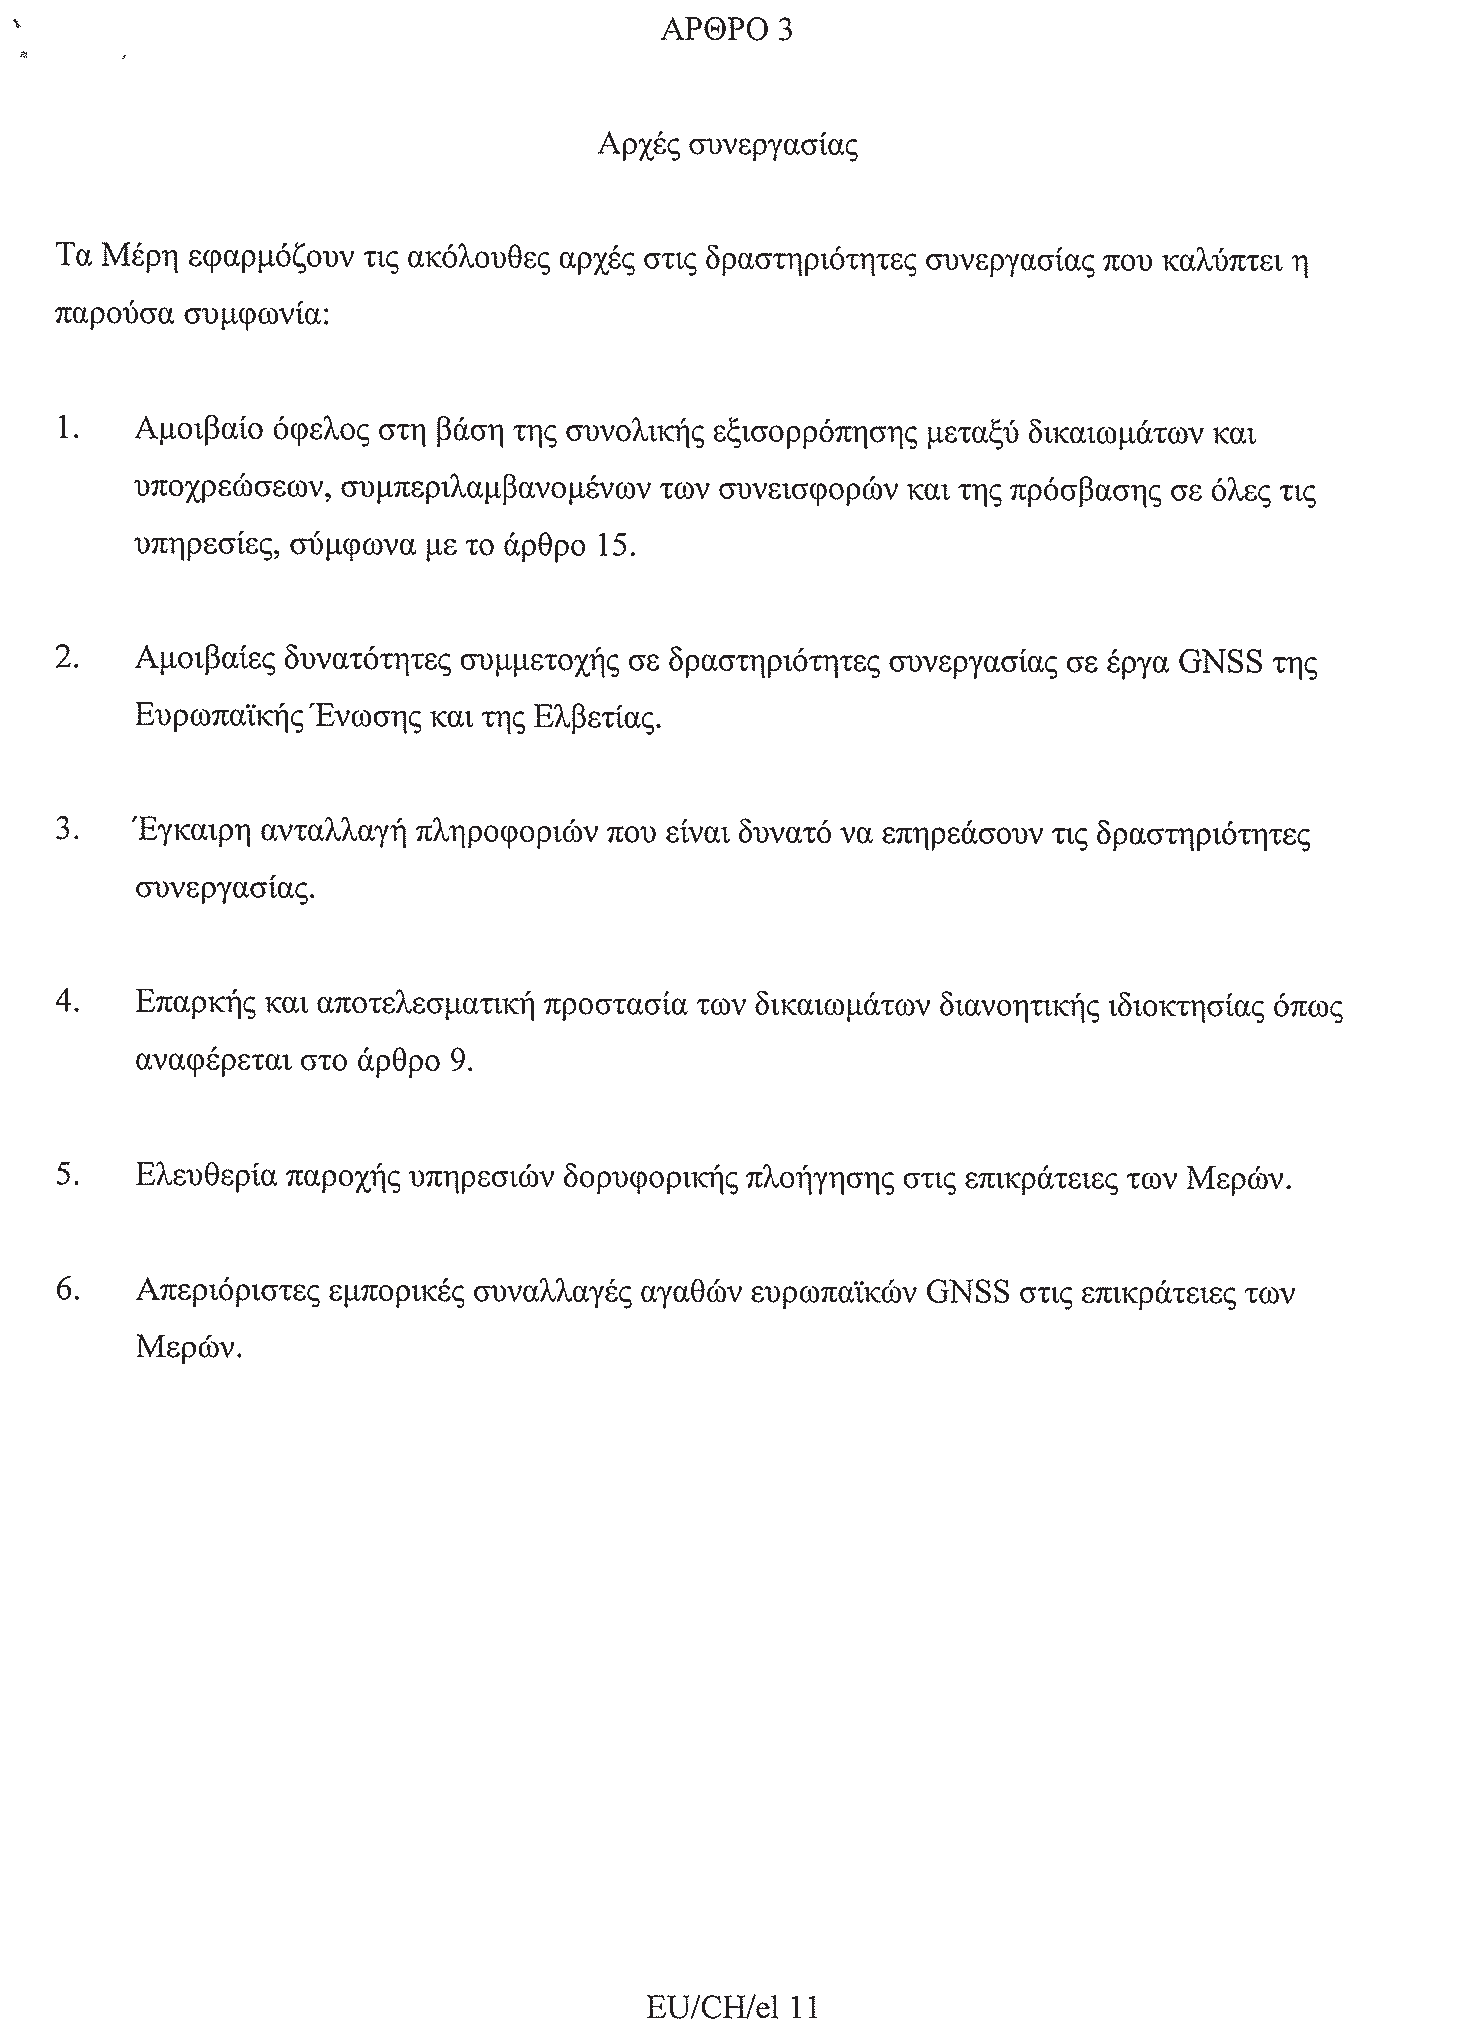 ΑΡΘΡΟ 3
Αρχές συνεργασίας
Τα Μέρη εφαρμόζουν τις ακόλουθες αρχές στις δραστηριότητες συνεργασίας που καλύπτει η
παρούσα συμφωνία:
1. Αμοιβαίο όφελος στη βάση της συνολικής εξισορρόπησης μεταξύ δικαιωμάτων και
υποχρεώσεων, συμπεριλαμβανομένων των συνεισφορών και της πρόσβασης σε όλες τις
υπηρεσίες, σύμφωνα με το άρθρο 15.
2. Αμοιβαίες δυνατότητες συμμετοχής σε δραστηριότητες συνεργασίας σε έργα GNSS της
Ευρωπαϊκής Ένωσης και της Ελβετίας.
3. Έγκαιρη ανταλλαγή πληροφοριών που είναι δυνατό να επηρεάσουν τις δραστηριότητες
συνεργασίας.
4. Επαρκής και αποτελεσματική προστασία των δικαιωμάτων διανοητικής ιδιοκτησίας όπως
αναφέρεται στο άρθρο 9.
5. Ελευθερία παροχής υπηρεσιών δορυφορικής πλοήγησης στις επικράτειες των Μερών.
6. Απεριόριστες εμπορικές συναλλαγές αγαθών ευρωπαϊκών GNSS στις επικράτειες των
Μερών.
EU/CH/el 11